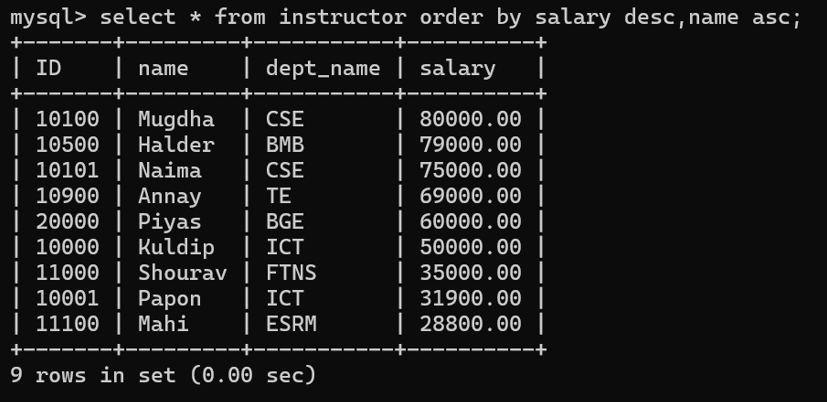 mysql> select * from instructor order by salary desc,name asc;
+-------+---------+-----------+----------+
| ID    | name    | dept_name | salary   |
+-------+---------+-----------+----------+
| 10100 | Mugdha  | CSE       | 80000.00 |
| 10500 | Halder  | BMB       | 79000.00 |
| 10101 | Naima   | CSE       | 75000.00 |
| 10900 | Annay   | TE        | 69000.00 |
| 20000 | Piyas   | BGE       | 60000.00 |
| 10000 | Kuldip  | ICT       | 50000.00 |
| 11000 | Shourav | FTNS      | 35000.00 |
| 10001 | Papon   | ICT       | 31900.00 |
| 11100 | Mahi    | ESRM      | 28800.00 |
+-------+---------+-----------+----------+
9 rows in set (0.00 sec)